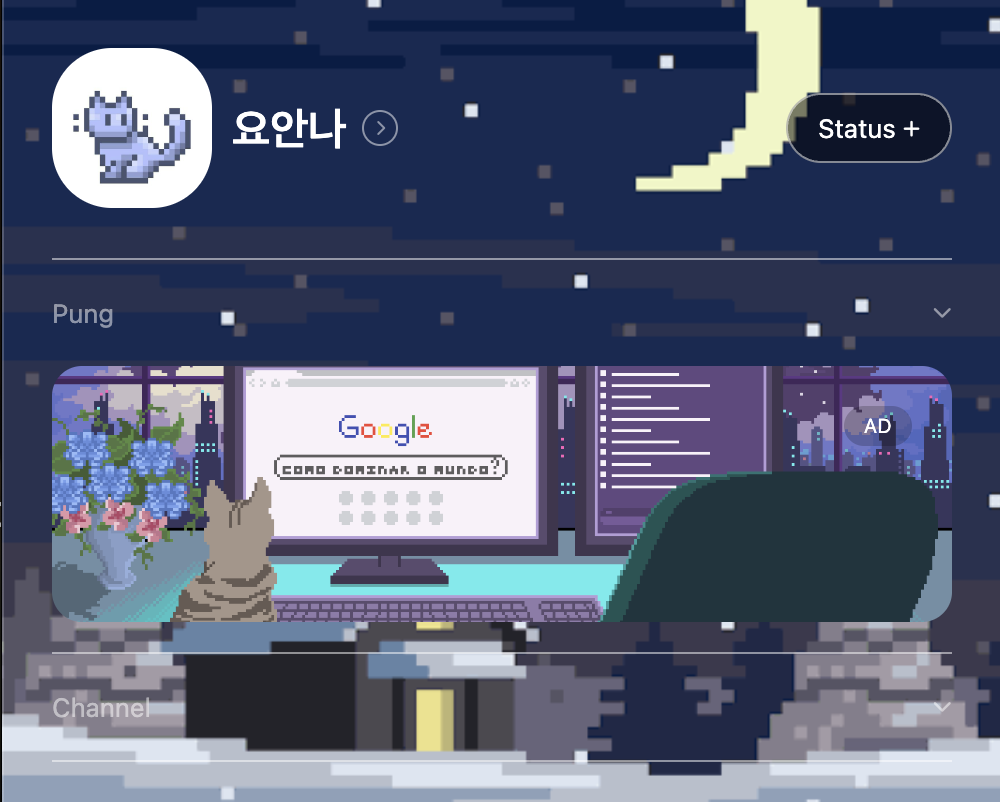 요안나
Status +
Pung
AD
Google
COMO DOMINAR O MUNDO?
Channel